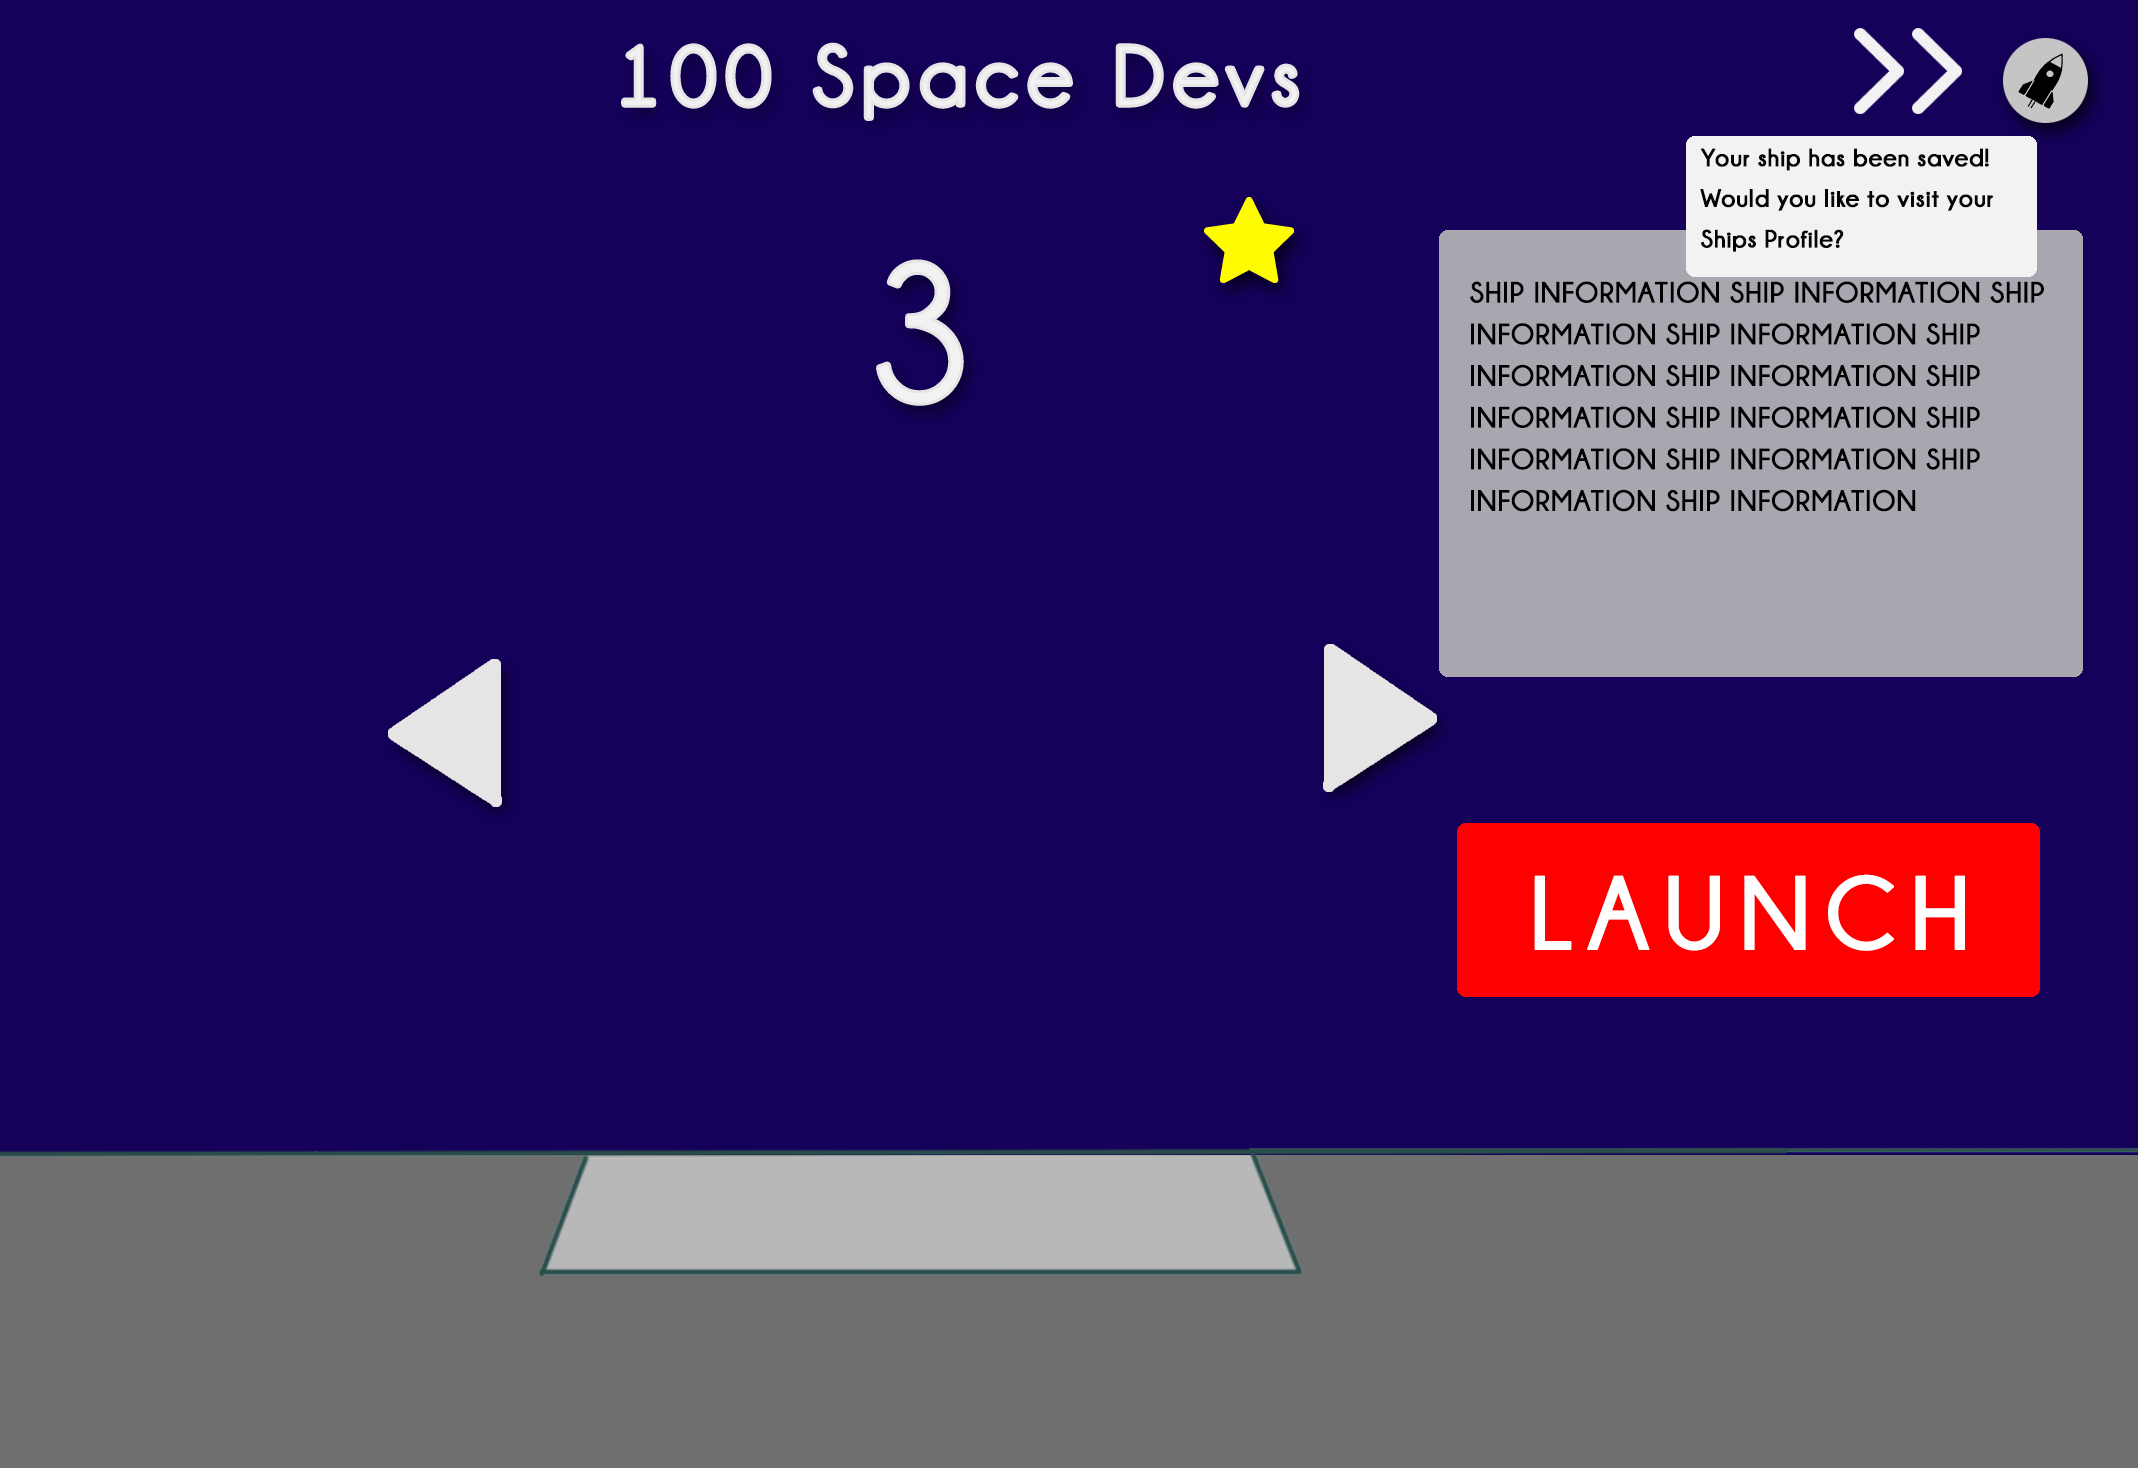 100 Space Devs
Your ship has been saved!
Would you like to visit your
Ships Profile?
3
SHIP INFORMATION SHIP INFORMATION SHIP
INFORMATION SHIP INFORMATION SHIP
INFORMATION SHIP INFORMATION SHIP
INFORMATION SHIP INFORMATION SHIP
INFORMATION SHIP INFORMATION SHIP
INFORMATION SHIP INFORMATION
LAUNCH